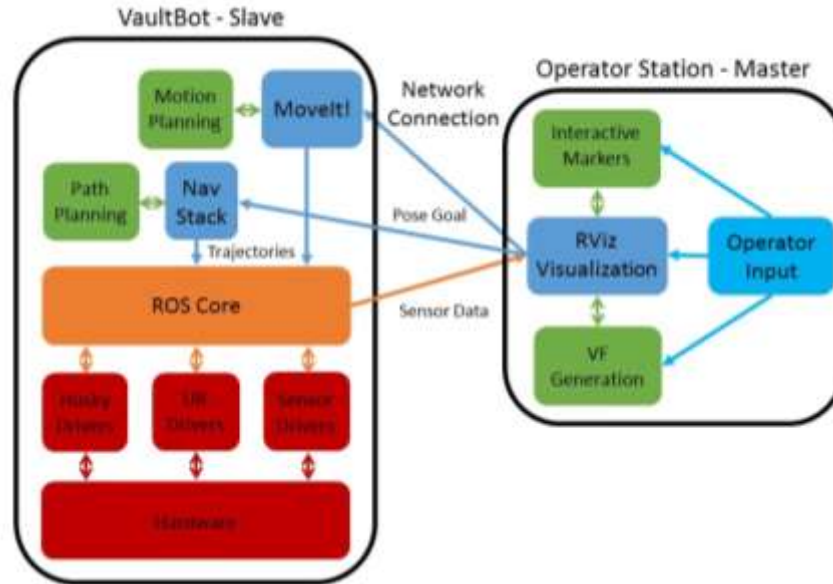 VaultBot - Slave
Operator Station - Master
Motion
Planning
MoveIt!
Network
Connection
Interactive
Markers
Path
Planning
Nav
Stack
Pose Goal
RViz
Visualization
Operator
Input
Trajectories
ROS Core
Sensor Data
VF
Generation
Husky
Drivers
UR
Drivers
Sensor
Drivers
Hardware